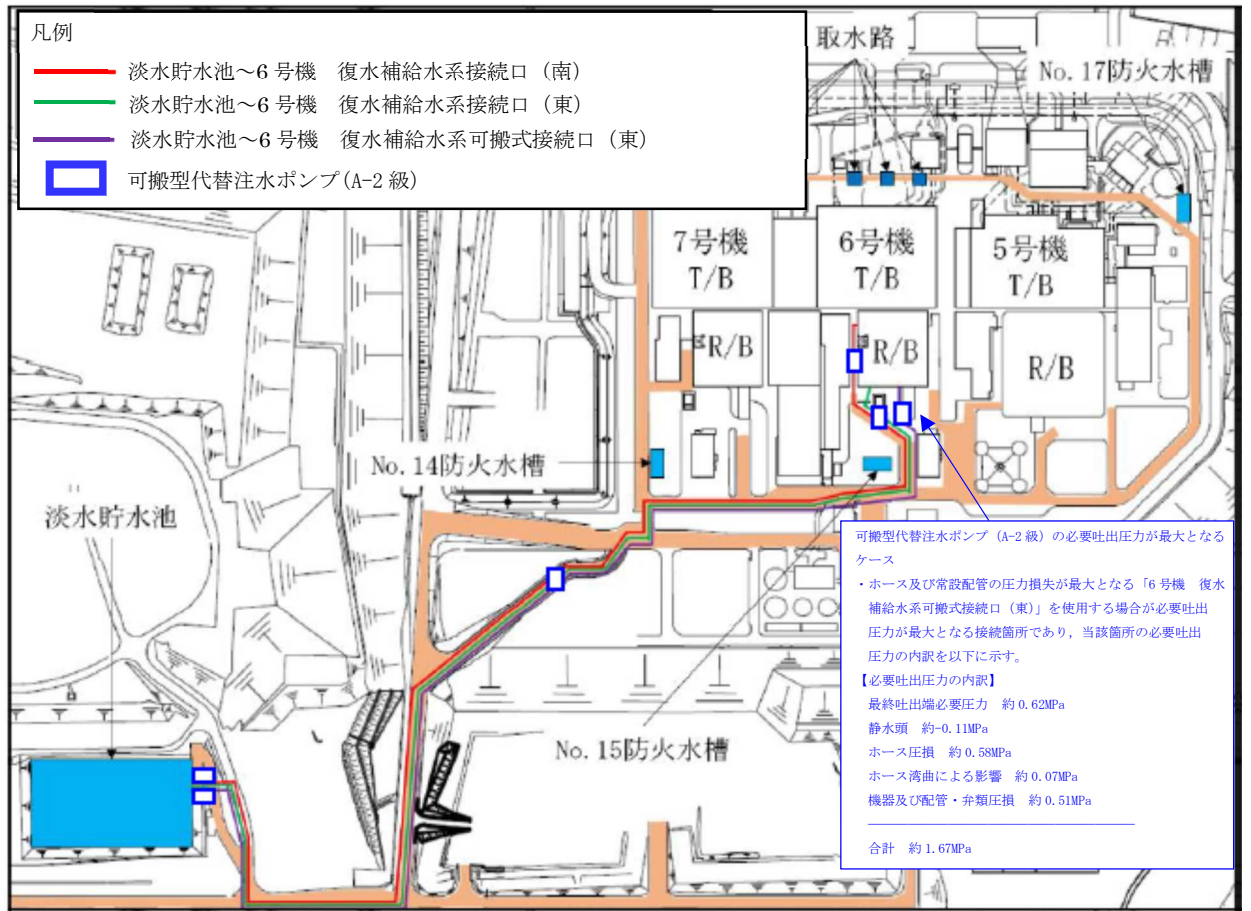 凡例
淡水貯水池～6 号機　復水補給水系接続口（南）
淡水貯水池～6 号機　復水補給水系接続口（東）
淡水貯水池～6 号機　復水補給水系可搬式接続口（東）
可搬型代替注水ポンプ(A-2 級)
取水路
No. 17防火水槽
7号機
T/B
6号機
T/B
5号機
T/B
R/B
R/B
R/B
No. 14防火水槽
淡水貯水池
No. 15防火水槽
可搬型代替注水ポンプ（A-2 級）の必要吐出圧力が最大となる
ケース
・ホース及び常設配管の圧力損失が最大となる「6 号機　復水
補給水系可搬式接続口（東）」を使用する場合が必要吐出
圧力が最大となる接続箇所であり，当該箇所の必要吐出
圧力の内訳を以下に示す。
【必要吐出圧力の内訳】
最終吐出端必要圧力　約 0.62MPa
静水頭　約-0.11MPa
ホース圧損　約 0.58MPa
ホース湾曲による影響　約 0.07MPa
機器及び配管・弁類圧損　約 0.51MPa
合計　約 1.67MPa